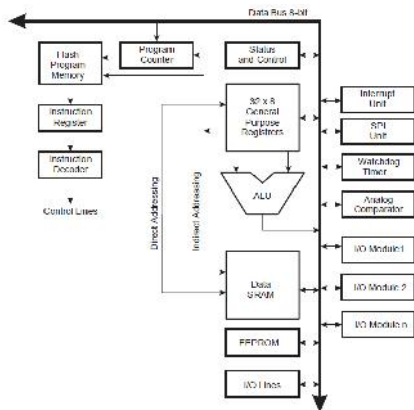 Data Bus 8-bit
Flash
Program
Memory
Program
Counter
Status
and Control
Instruction
Register
32 x 8
General
Purpose
Registrers
Interrupt
Unit
SPI
Unit
Instruction
Decoder
Watchdog
Timer
Direct Addressing
Indirect Addressing
ALU
Analog
Comparator
Control Lines
I/O Module1
Data
SRAM
I/O Module 2
I/O Module n
EEPROM
I/O Lines